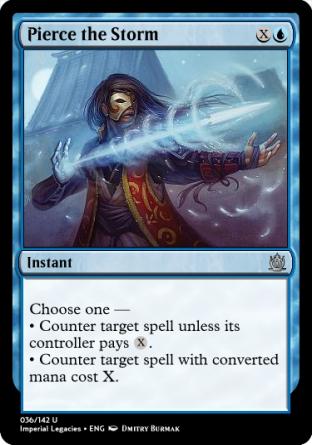 Pierce the Storm X
Instant
Choose one —
• Counter target spell unless its
controller pays X.
• Counter target spell with converted
mana cost X.
036/142 U
Imperial Legacies • ENG Dmitry Burmak